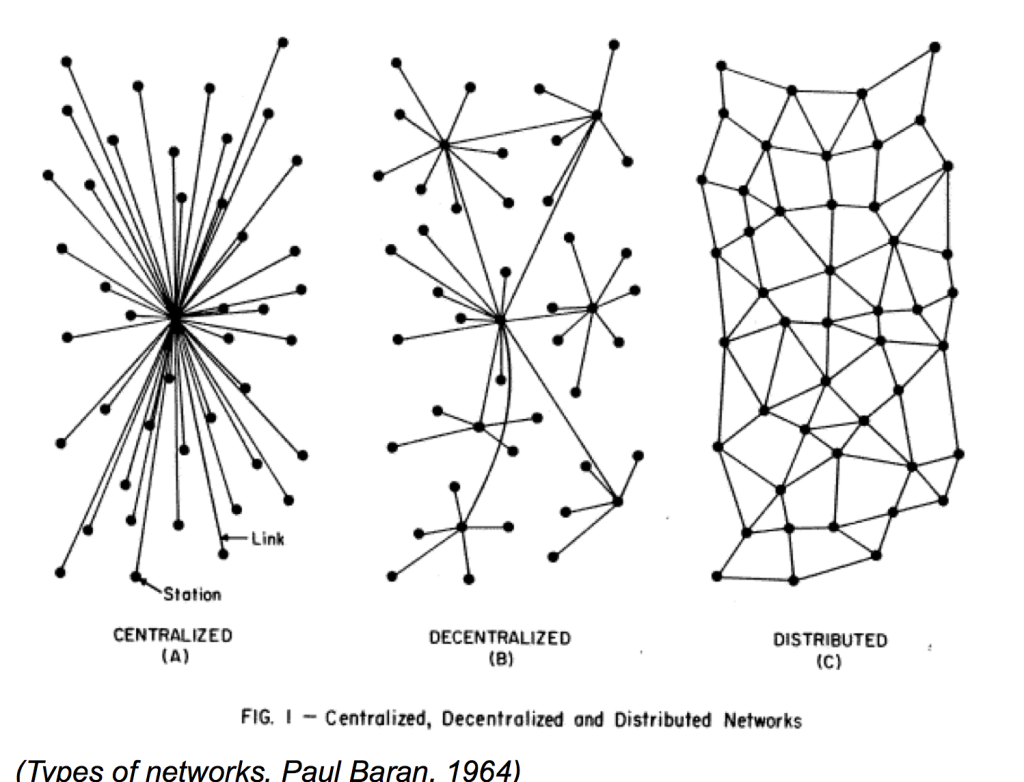 Link
Station
CENTRALIZED
(A)
DECENTRALIZED
(B)
DISTRIBUTED
(C)
FIG. I — Centralized, Decentralized and Distributed Networks
(Types of networks, Paul Baran, 1964)